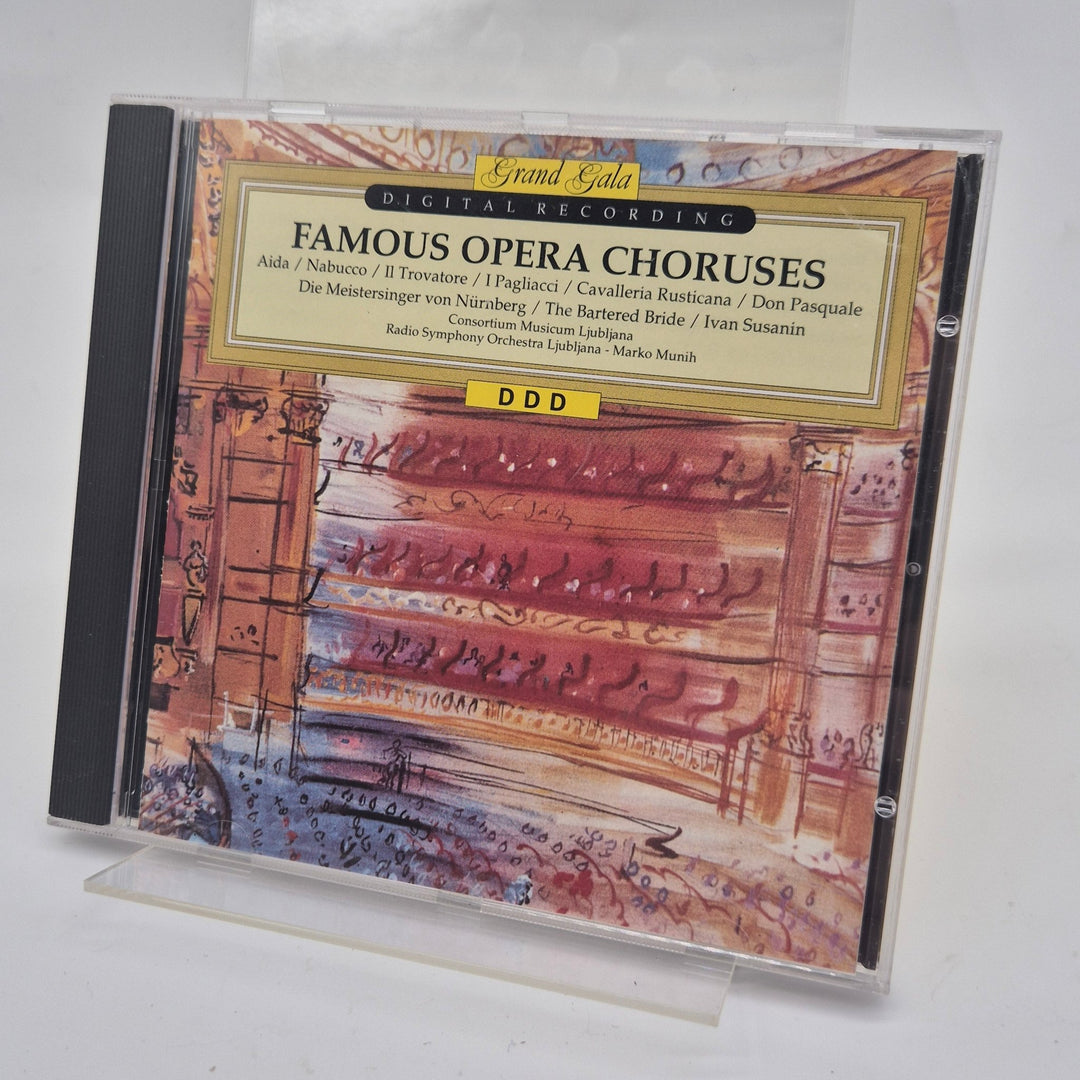 Grand Gala
DIGITAL RECORDING
FAMOUS OPERA CHORUSES
Aida / Nabucco / Il Trovatore / I Pagliacci / Cavalleria Rusticana / Don Pasquale
Die Meistersinger von Nürnberg / The Bartered Bride / Ivan Susanin
Consortium Musicum Ljubljana
Radio Symphony Orchestra Ljubljana - Marko Munih
DDD